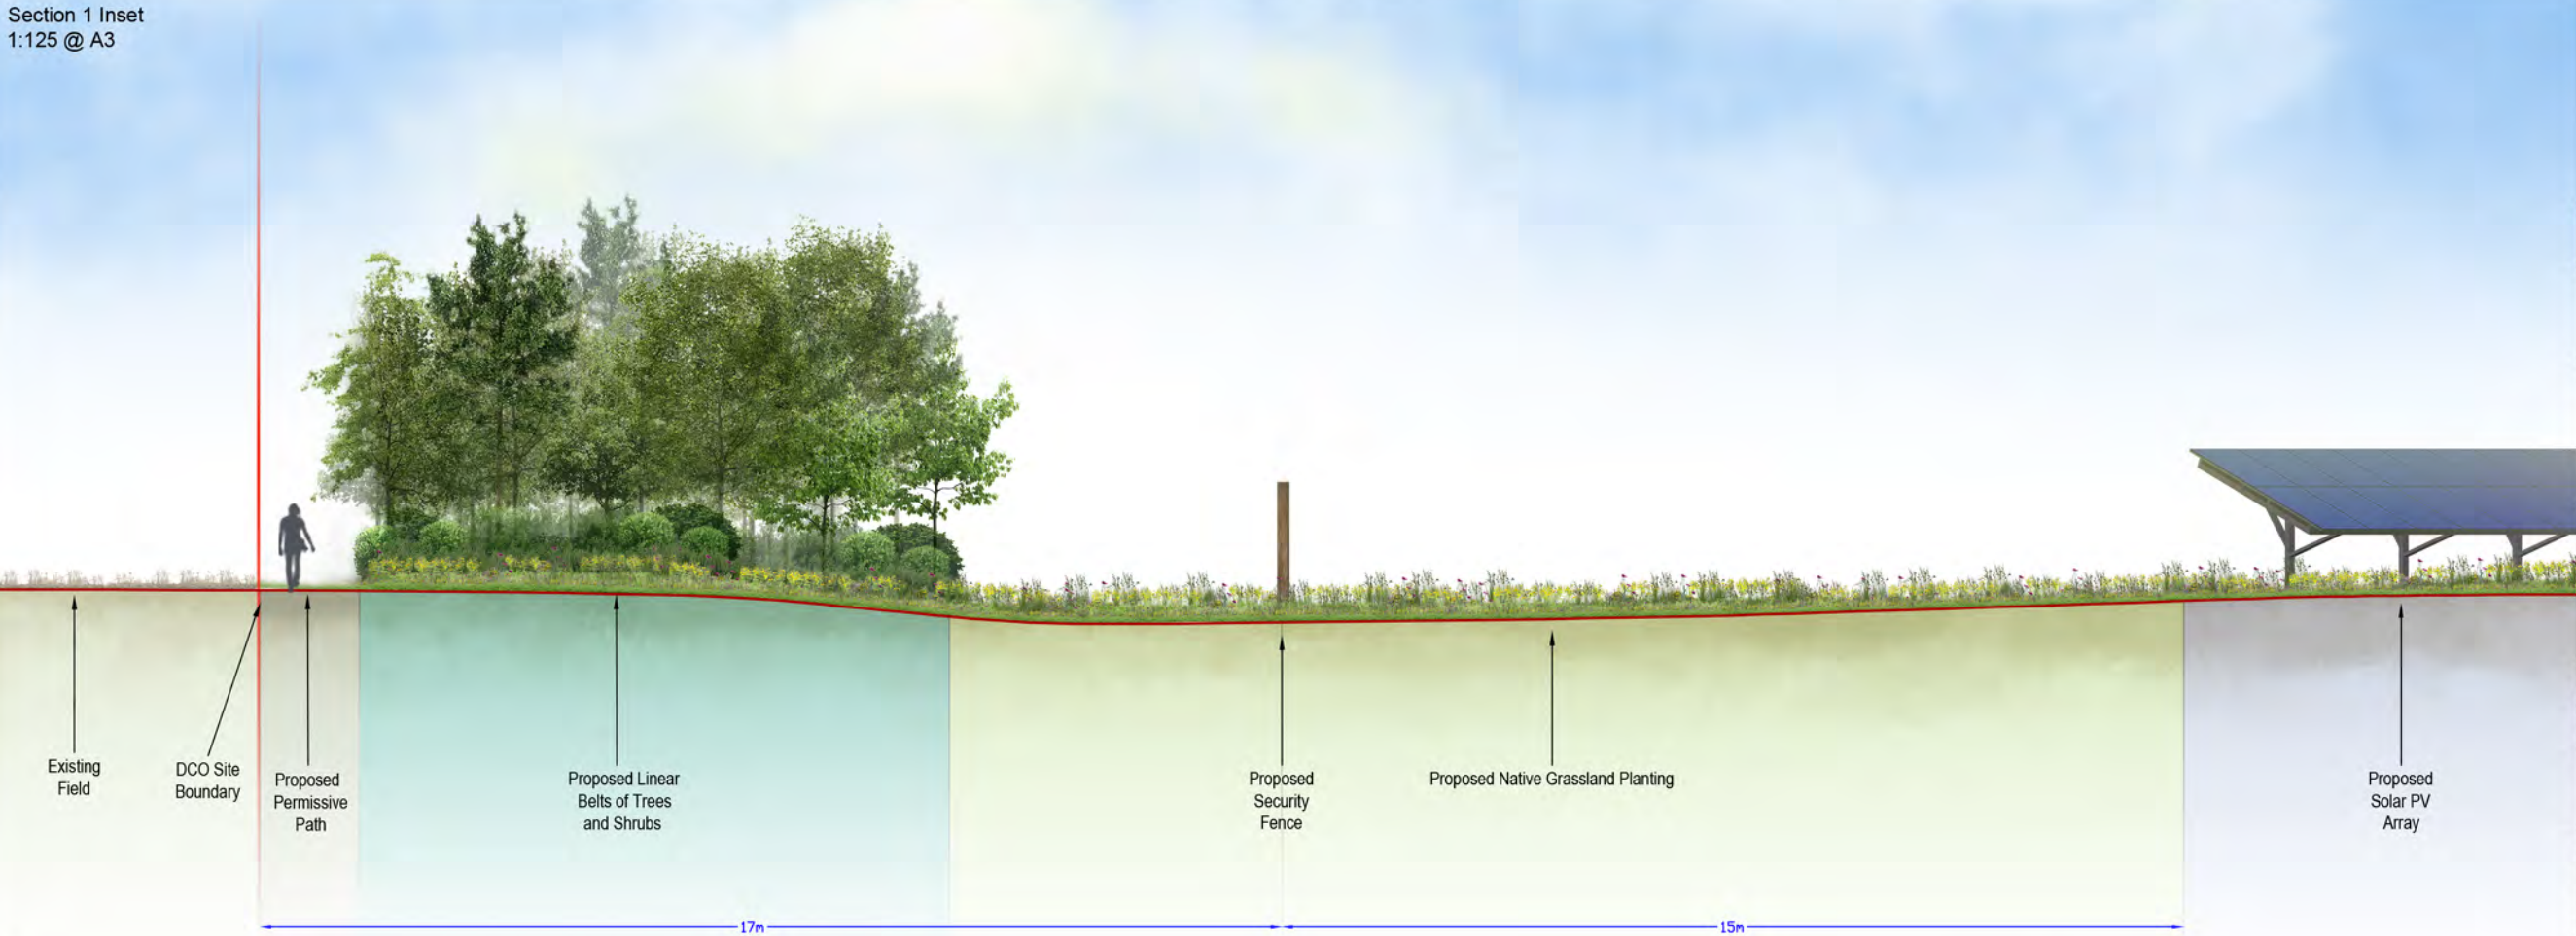 Section 1 Inset
1:125 @ A3
Existing
Field
DCO Site
Boundary
Proposed
Permissive
Path
Proposed Linear
Belts of Trees
and Shrubs
Proposed
Security
Fence
Proposed Native Grassland Planting
Proposed
Solar PV
Array
17m
15m